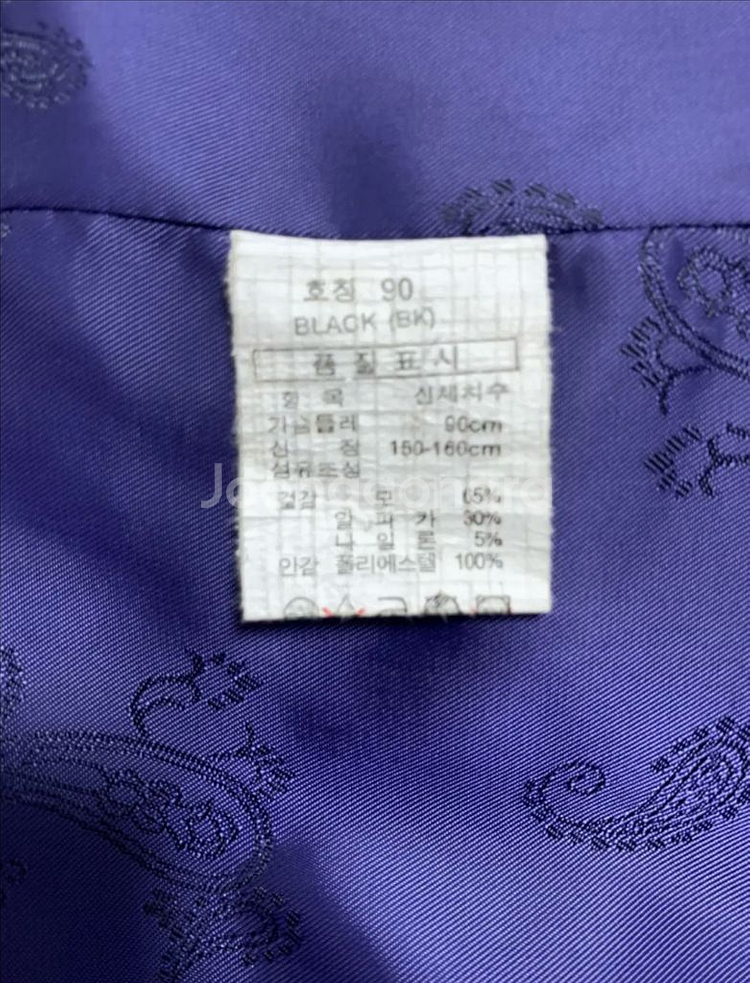 호칭 90
BLACK (BK)
품 질 표 시
항 목 신체치수
가슴둘레 90cm
신 장 150-160cm
섬유조성
겉감 모 65%
알 파 카 30%
나 일 론 5%
안감 폴리에스텔 100%